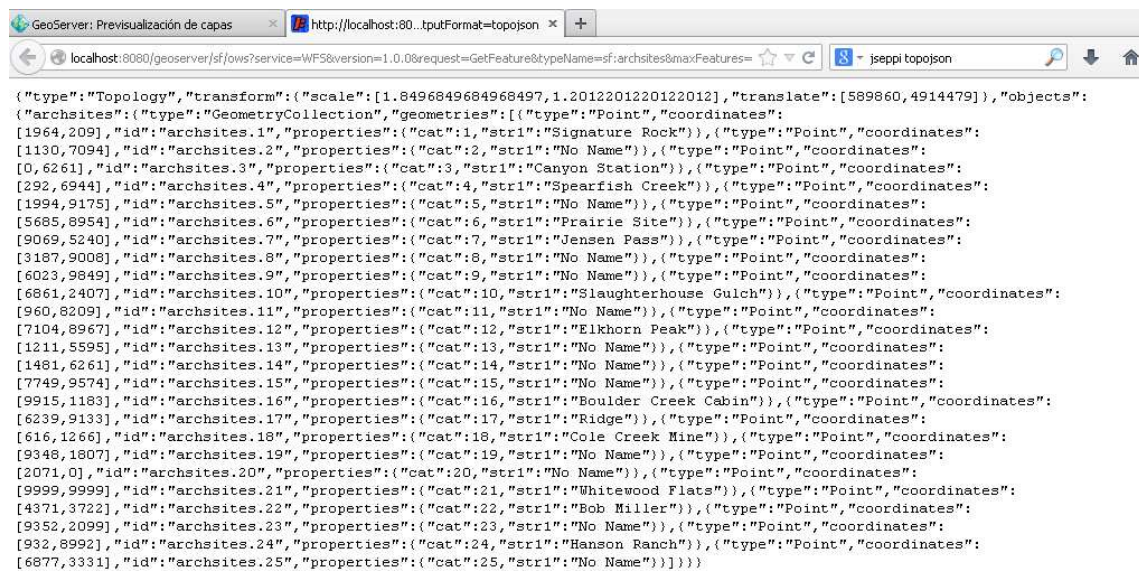 GeoServer: Previsualización de capas
http://localhost:80...tputFormat=topojson
localhost:8080/geoserver/sf/ows?service=WFS&version=1.0.0&request=GetFeature&typeName=sf:archsites&maxFeatures=
jseppi topojson
{"type":"Topology","transform":{"scale":[1.8496849684968497,1.2012201220122012],"translate":[589860,4914479]},"objects":
{"archsites":{"type":"GeometryCollection","geometries":[{"type":"Point","coordinates":
[1964,209],"id":"archsites.1","properties":{"cat":1,"str1":"Signature Rock"}},{"type":"Point","coordinates":
[1130,7094],"id":"archsites.2","properties":{"cat":2,"str1":"No Name"}},{"type":"Point","coordinates":
[0,6261],"id":"archsites.3","properties":{"cat":3,"str1":"Canyon Station"}},{"type":"Point","coordinates":
[292,6944],"id":"archsites.4","properties":{"cat":4,"str1":"Spearfish Creek"}},{"type":"Point","coordinates":
[1994,9175],"id":"archsites.5","properties":{"cat":5,"str1":"No Name"}},{"type":"Point","coordinates":
[5685,8954],"id":"archsites.6","properties":{"cat":6,"str1":"Prairie Site"}},{"type":"Point","coordinates":
[9069,5240],"id":"archsites.7","properties":{"cat":7,"str1":"Jensen Pass"}},{"type":"Point","coordinates":
[3187,9008],"id":"archsites.8","properties":{"cat":8,"str1":"No Name"}},{"type":"Point","coordinates":
[6023,9849],"id":"archsites.9","properties":{"cat":9,"str1":"No Name"}},{"type":"Point","coordinates":
[6861,2407],"id":"archsites.10","properties":{"cat":10,"str1":"Slaughterhouse Gulch"}},{"type":"Point","coordinates":
[960,8209],"id":"archsites.11","properties":{"cat":11,"str1":"No Name"}},{"type":"Point","coordinates":
[7104,8967],"id":"archsites.12","properties":{"cat":12,"str1":"Elkhorn Peak"}},{"type":"Point","coordinates":
[1211,5595],"id":"archsites.13","properties":{"cat":13,"str1":"No Name"}},{"type":"Point","coordinates":
[1481,6261],"id":"archsites.14","properties":{"cat":14,"str1":"No Name"}},{"type":"Point","coordinates":
[7749,9574],"id":"archsites.15","properties":{"cat":15,"str1":"No Name"}},{"type":"Point","coordinates":
[9915,1183],"id":"archsites.16","properties":{"cat":16,"str1":"Boulder Creek Cabin"}},{"type":"Point","coordinates":
[6239,9133],"id":"archsites.17","properties":{"cat":17,"str1":"Ridge"}},{"type":"Point","coordinates":
[616,1266],"id":"archsites.18","properties":{"cat":18,"str1":"Cole Creek Mine"}},{"type":"Point","coordinates":
[9348,1807],"id":"archsites.19","properties":{"cat":19,"str1":"No Name"}},{"type":"Point","coordinates":
[2071,0],"id":"archsites.20","properties":{"cat":20,"str1":"No Name"}},{"type":"Point","coordinates":
[9999,9999],"id":"archsites.21","properties":{"cat":21,"str1":"Whitewood Flats"}},{"type":"Point","coordinates":
[4371,3722],"id":"archsites.22","properties":{"cat":22,"str1":"Bob Miller"}},{"type":"Point","coordinates":
[9352,2099],"id":"archsites.23","properties":{"cat":23,"str1":"No Name"}},{"type":"Point","coordinates":
[932,8992],"id":"archsites.24","properties":{"cat":24,"str1":"Hanson Ranch"}},{"type":"Point","coordinates":
[6877,3331],"id":"archsites.25","properties":{"cat":25,"str1":"No Name"}}]}}}